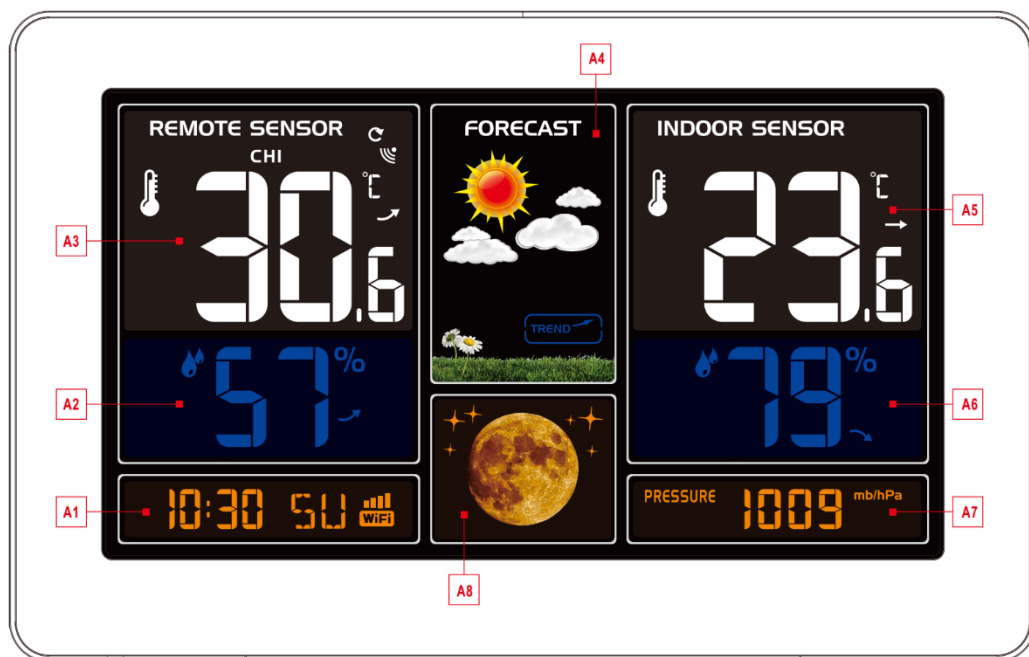 A4
REMOTE SENSOR
CHI
30.6 °C
A3
57 %
A2
10:30 SU WiFi
A1
FORECAST
TREND
A8
INDOOR SENSOR
23.6 °C
A5
79 %
A6
PRESSURE 1009 mb/hPa
A7